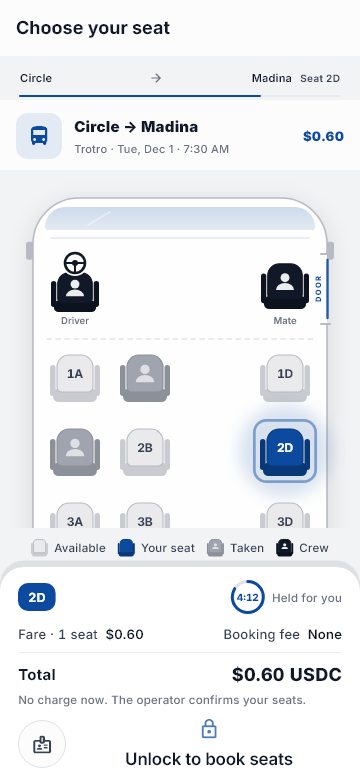 Choose your seat
Circle → Madina Seat 2D
Circle → Madina
$0.60
Trotro · Tue, Dec 1 · 7:30 AM
DOOR
Driver Mate
1A 1D
2B 2D
3A 3B 3D
Available Your seat Taken Crew
2D 4:12 Held for you
Fare · 1 seat $0.60 Booking fee None
Total $0.60 USDC
No charge now. The operator confirms your seats.
Unlock to book seats